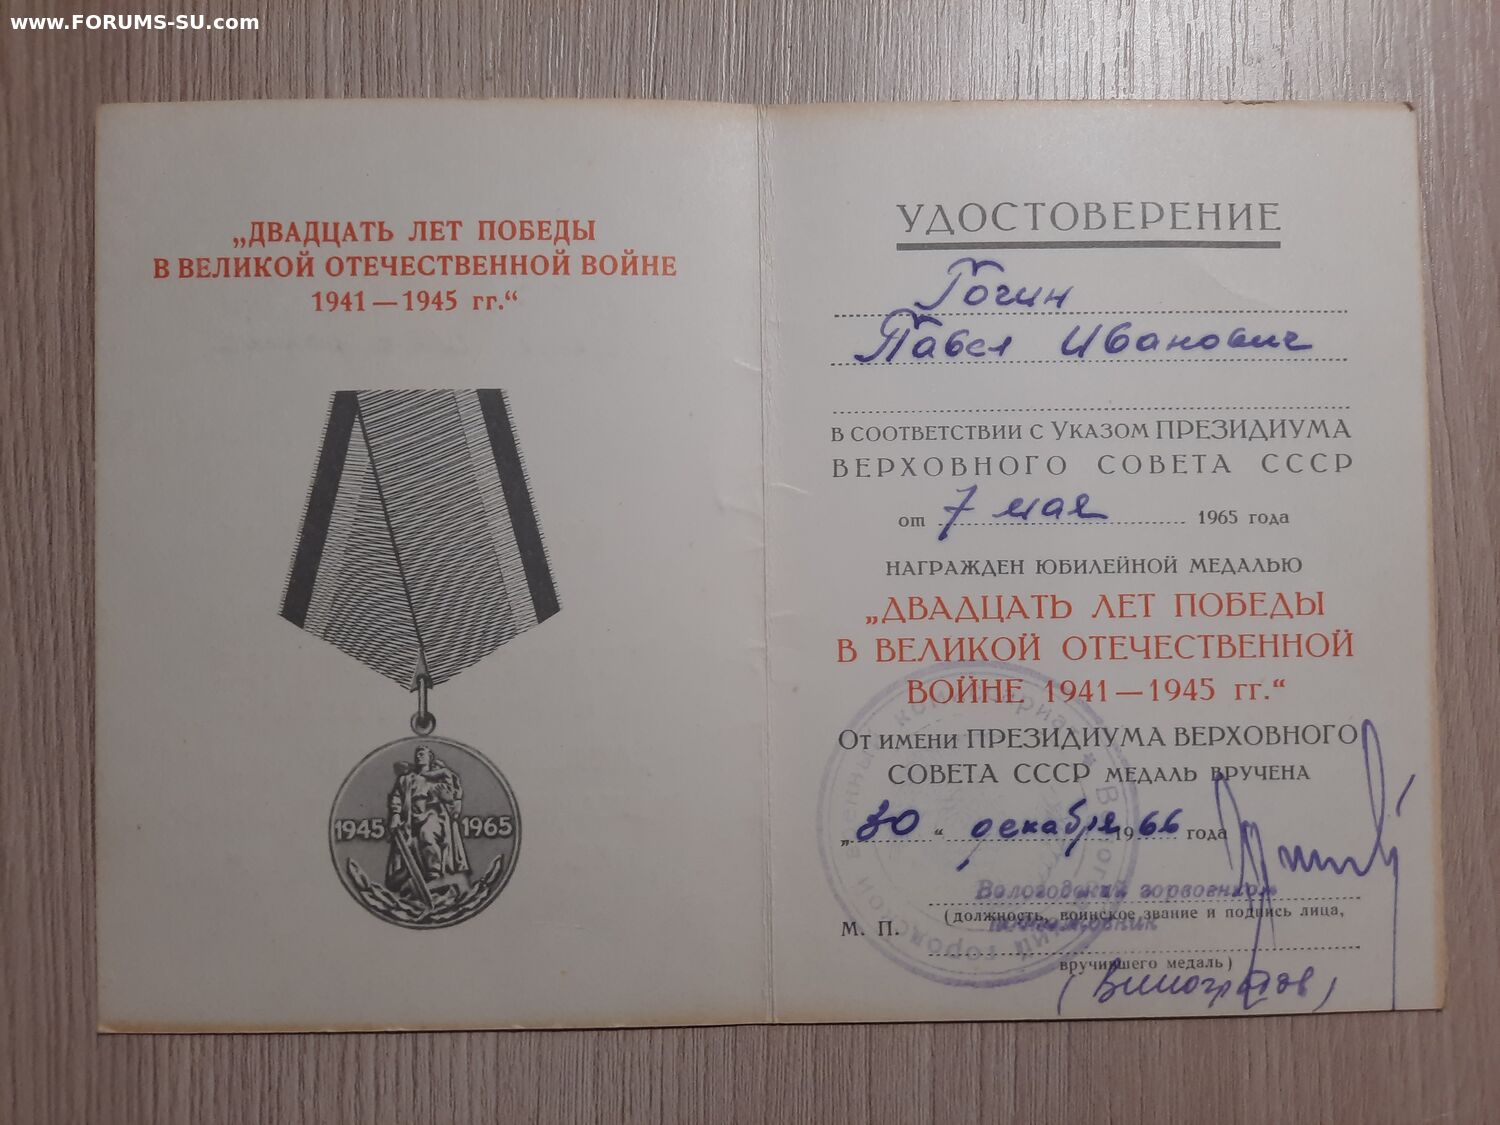 www.FORUMS-SU.com
„ДВАДЦАТЬ ЛЕТ ПОБЕДЫ
В ВЕЛИКОЙ ОТЕЧЕСТВЕННОЙ ВОЙНЕ
1941 — 1945 гг.“
1945 1965
УДОСТОВЕРЕНИЕ
Гогин
Павел Иванович
В СООТВЕТСТВИИ С УКАЗОМ ПРЕЗИДИУМА
ВЕРХОВНОГО СОВЕТА СССР
от 7 мая 1965 года
НАГРАЖДЕН ЮБИЛЕЙНОЙ МЕДАЛЬЮ
„ДВАДЦАТЬ ЛЕТ ПОБЕДЫ
В ВЕЛИКОЙ ОТЕЧЕСТВЕННОЙ
ВОЙНЕ 1941 — 1945 гг.“
ОТ ИМЕНИ ПРЕЗИДИУМА ВЕРХОВНОГО
СОВЕТА СССР МЕДАЛЬ ВРУЧЕНА
„30“ декабря 1966 года
Вологодский горвоенком
(должность, воинское звание и подпись лица,
М. П. подполковник
вручившего медаль)
(Виноградов)